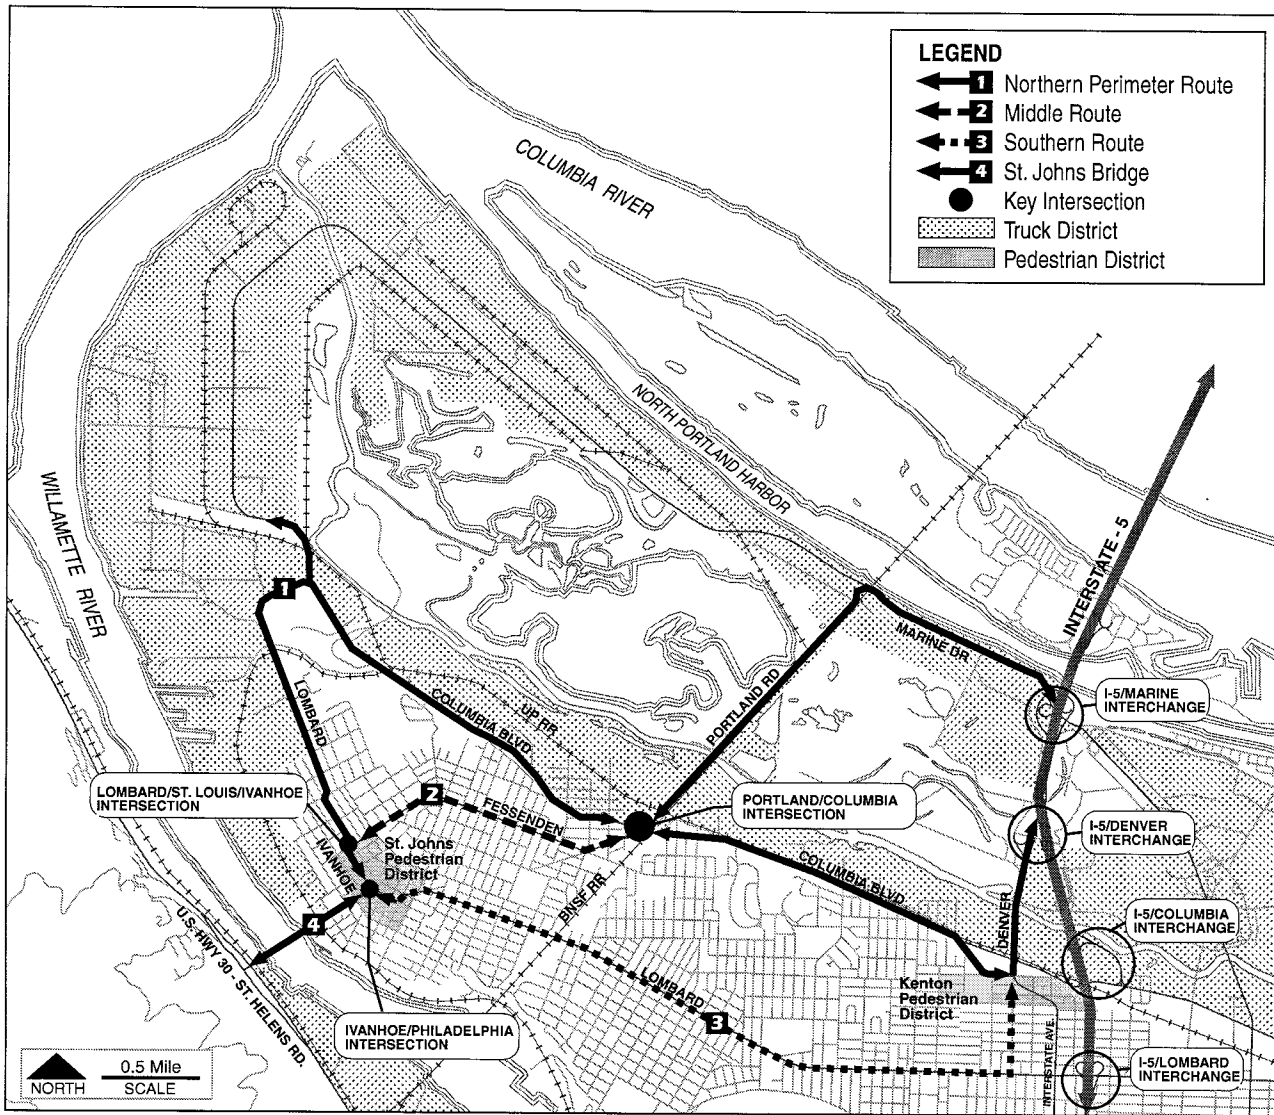 LEGEND
1 Northern Perimeter Route
2 Middle Route
3 Southern Route
4 St. Johns Bridge
Key Intersection
Truck District
Pedestrian District
COLUMBIA RIVER
NORTH PORTLAND HARBOR
WILLAMETTE RIVER
INTERSTATE - 5
1
MARINE DR
PORTLAND RD
I-5/MARINE
INTERCHANGE
LOMBARD
COLUMBIA BLVD
UP RR
LOMBARD/ST. LOUIS/IVANHOE
INTERSECTION
2
FESSENDEN
PORTLAND/COLUMBIA
INTERSECTION
I-5/DENVER
INTERCHANGE
IVANHOE
St. Johns
Pedestrian
District
COLUMBIA BLVD
BNSF RR
DENVER
I-5/COLUMBIA
INTERCHANGE
4
U.S. HWY 30 - ST. HELENS RD.
LOMBARD
3
Kenton
Pedestrian
District
IVANHOE/PHILADELPHIA
INTERSECTION
INTERSTATE AVE.
I-5/LOMBARD
INTERCHANGE
NORTH
0.5 Mile
SCALE